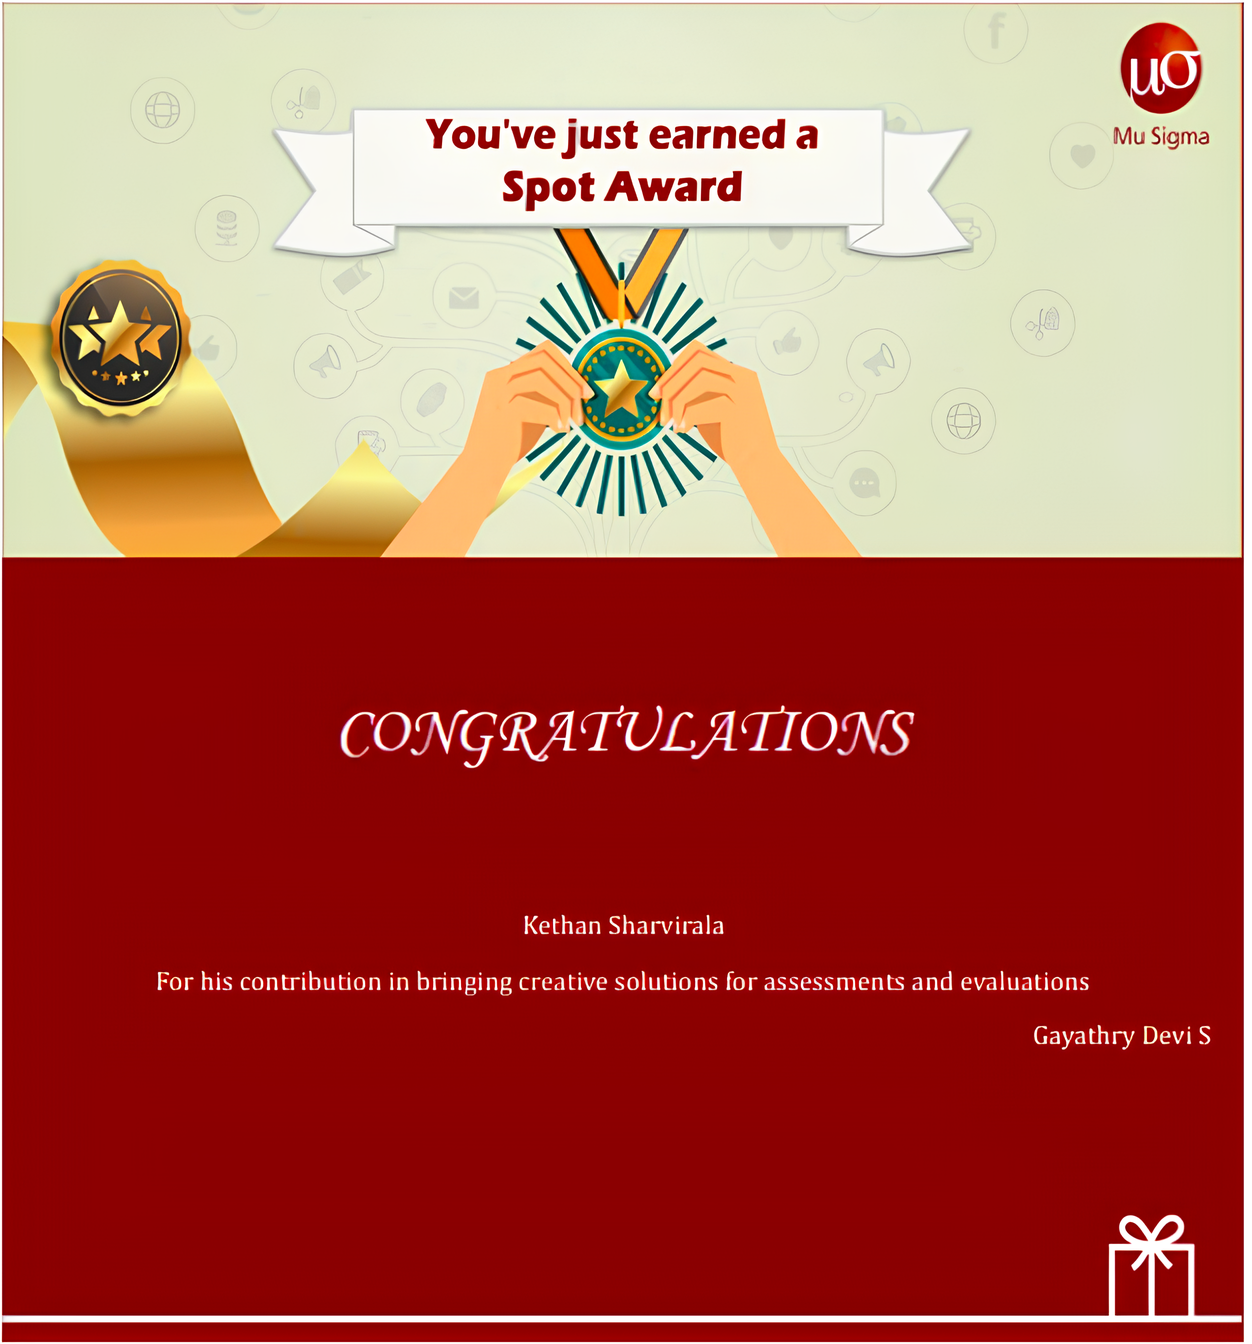 μσ
Mu Sigma
You've just earned a
Spot Award
CONGRATULATIONS
Kethan Sharvirala
For his contribution in bringing creative solutions for assessments and evaluations
Gayathry Devi S